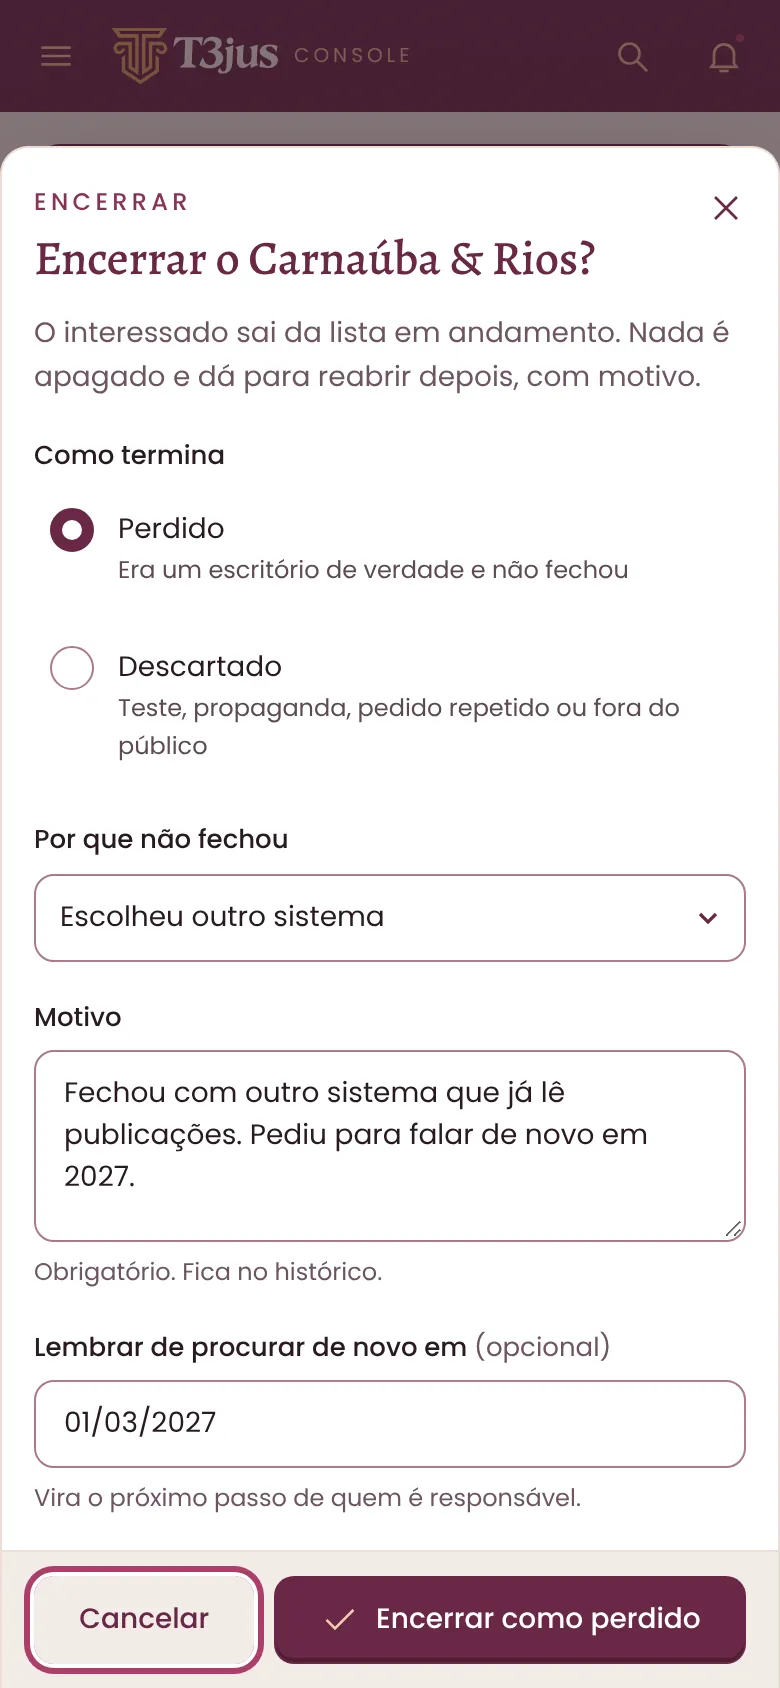 T3jus CONSOLE
ENCERRAR
Encerrar o Carnaúba & Rios?
O interessado sai da lista em andamento. Nada é
apagado e dá para reabrir depois, com motivo.
Como termina
Perdido
Era um escritório de verdade e não fechou
Descartado
Teste, propaganda, pedido repetido ou fora do
público
Por que não fechou
Escolheu outro sistema
Motivo
Fechou com outro sistema que já lê
publicações. Pediu para falar de novo em
2027.
Obrigatório. Fica no histórico.
Lembrar de procurar de novo em (opcional)
01/03/2027
Vira o próximo passo de quem é responsável.
Cancelar
Encerrar como perdido